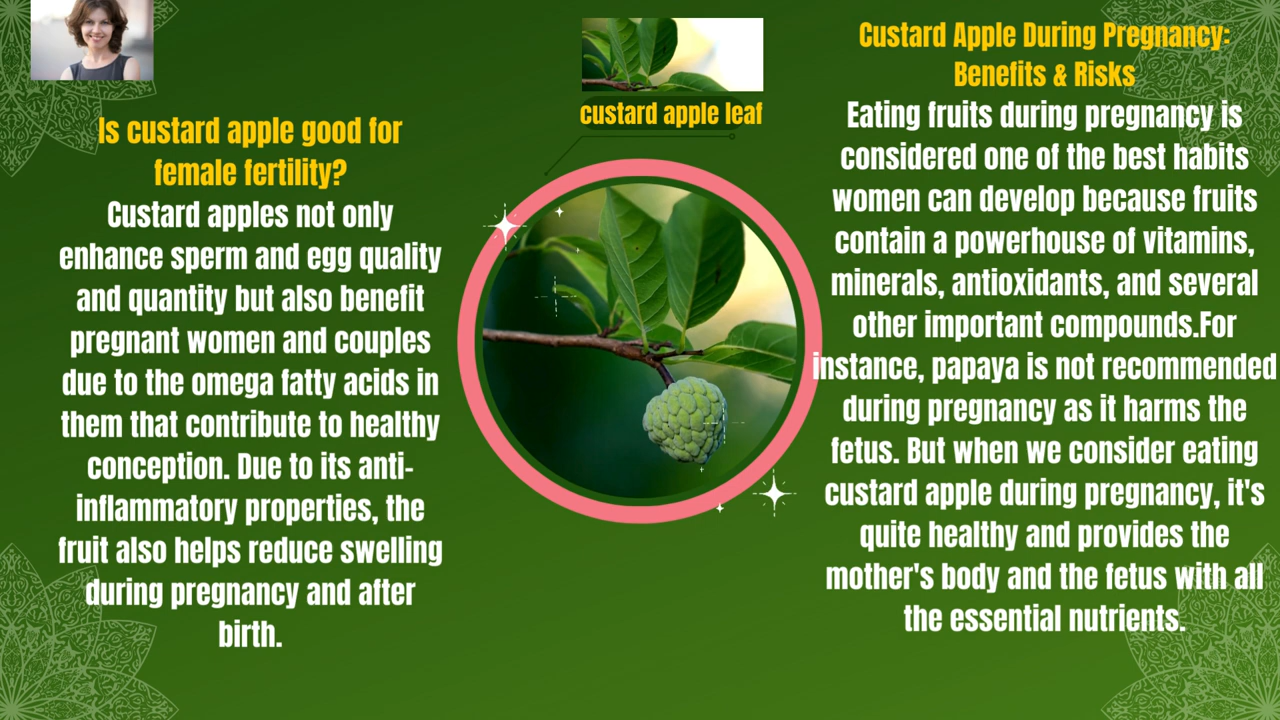 Is custard apple good for
female fertility?
Custard apples not only
enhance sperm and egg quality
and quantity but also benefit
pregnant women and couples
due to the omega fatty acids in
them that contribute to healthy
conception. Due to its anti-
inflammatory properties, the
fruit also helps reduce swelling
during pregnancy and after
birth.
custard apple leaf
Custard Apple During Pregnancy:
Benefits & Risks
Eating fruits during pregnancy is
considered one of the best habits
women can develop because fruits
contain a powerhouse of vitamins,
minerals, antioxidants, and several
other important compounds.For
instance, papaya is not recommended
during pregnancy as it harms the
fetus. But when we consider eating
custard apple during pregnancy, it's
quite healthy and provides the
mother's body and the fetus with all
the essential nutrients.